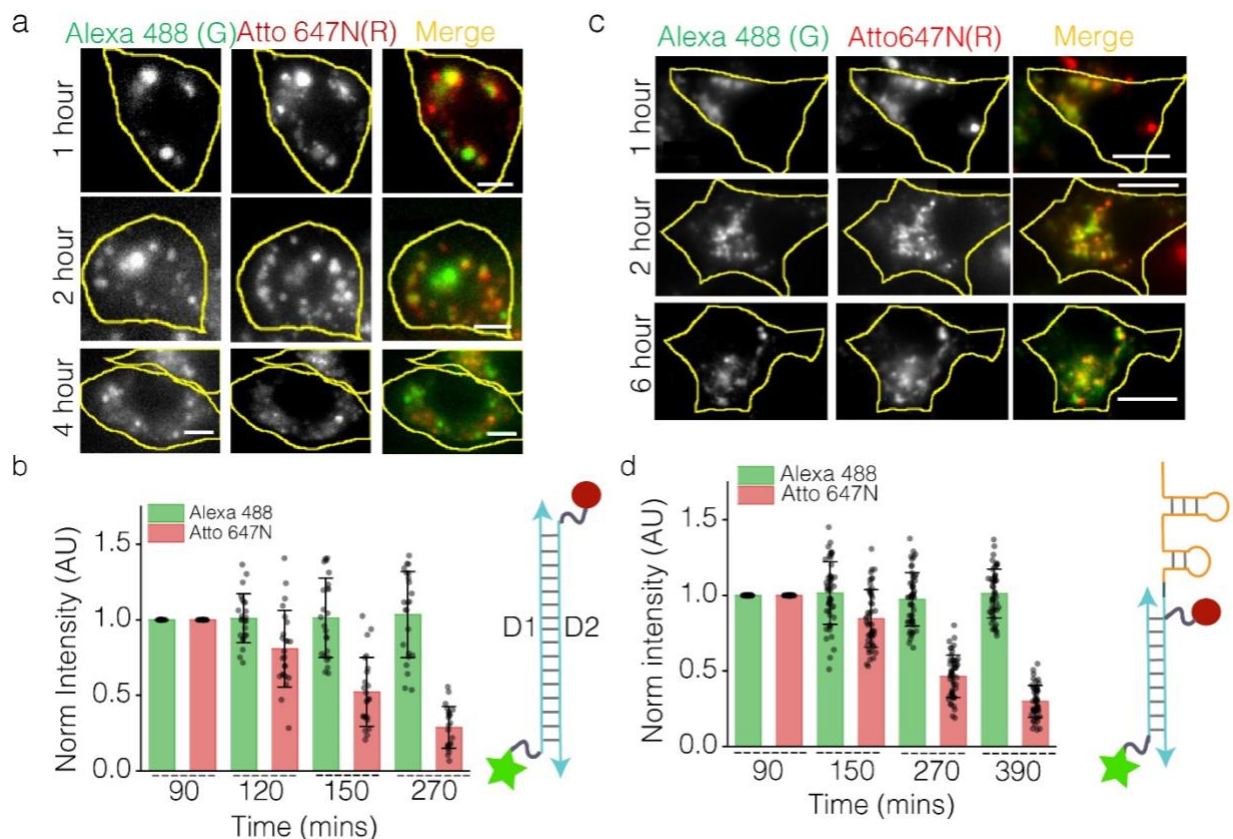 a
Alexa 488 (G) Atto 647N(R) Merge
1 hour
2 hour
4 hour
b
Alexa 488
Atto 647N
Norm Intensity (AU)
1.5
1.0
0.5
0.0
90 120 150 270
Time (mins)
D1 D2
c
Alexa 488 (G) Atto647N(R) Merge
1 hour
2 hour
6 hour
d
Alexa 488
Atto 647N
Norm intensity (AU)
1.5
1.0
0.5
0.0
90 150 270 390
Time (mins)